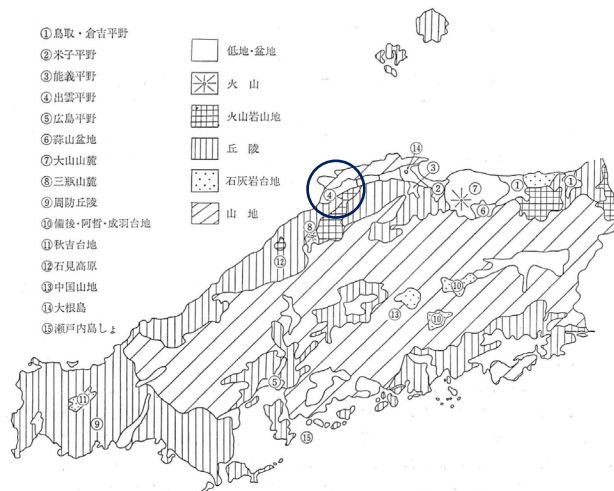 ①鳥取・倉吉平野
②米子平野
③能義平野
④出雲平野
⑤広島平野
⑥蒜山盆地
⑦大山山麓
⑧三瓶山麓
⑨周防丘陵
⑩備後・阿哲・成羽台地
⑪秋吉台地
⑫石見高原
⑬中国山地
⑭大根島
⑮瀬戸内島しょ
低地・盆地
火山
火山岩山地
丘陵
石灰岩台地
山地
⑭
③
④
②
⑦
①
①
⑥
⑧
⑫
⑩
⑬
⑩
⑤
⑪
⑨
⑮